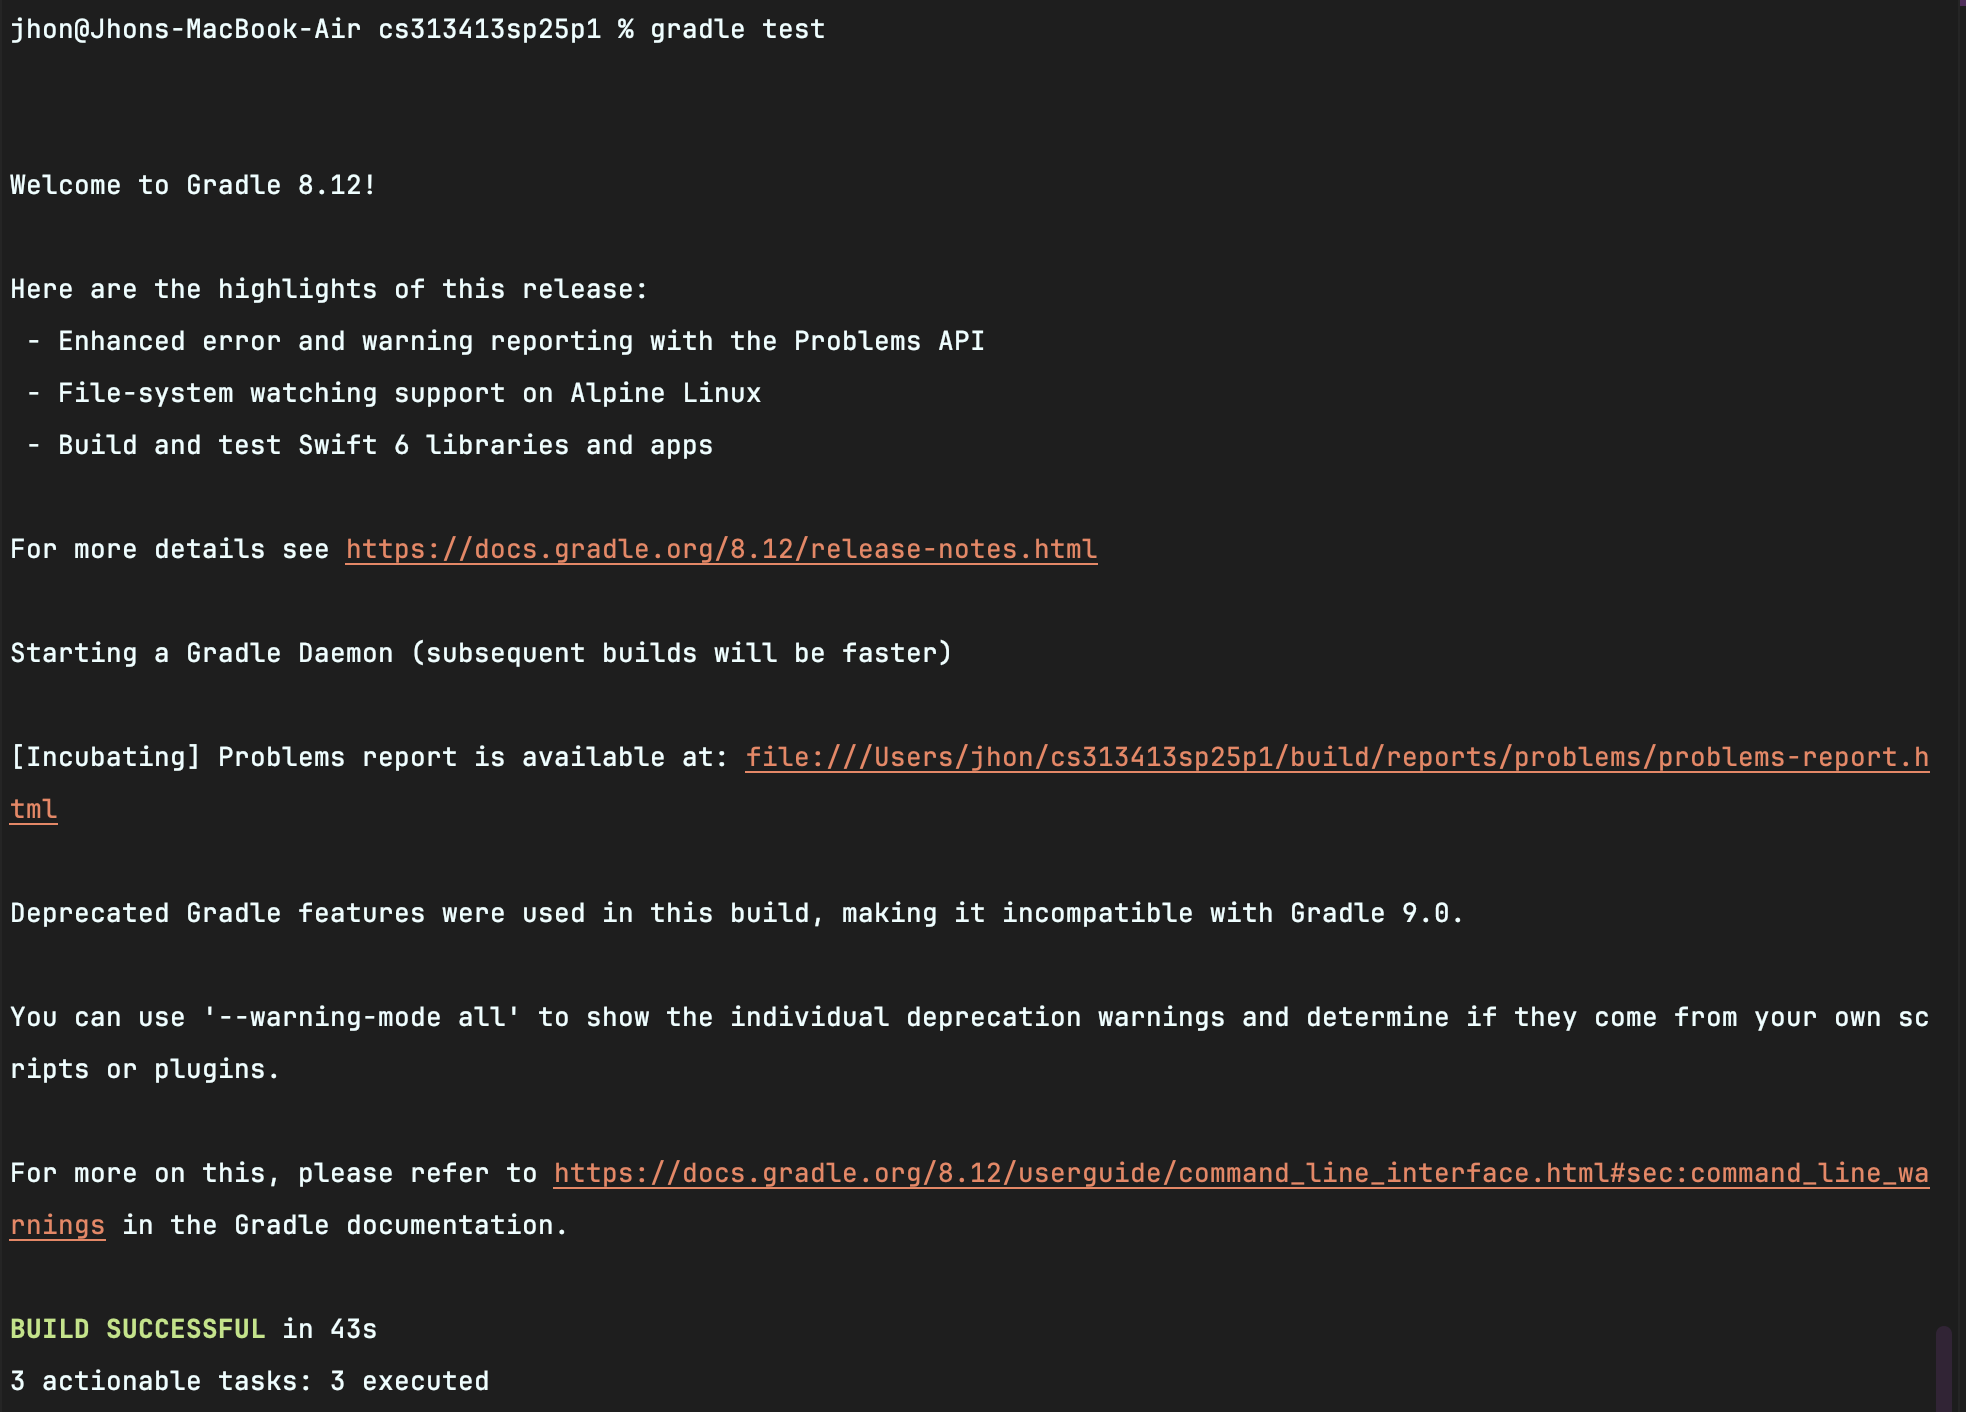 jhon@Jhons-MacBook-Air cs313413sp25p1 % gradle test
Welcome to Gradle 8.12!
Here are the highlights of this release:
 - Enhanced error and warning reporting with the Problems API
 - File-system watching support on Alpine Linux
 - Build and test Swift 6 libraries and apps
For more details see https://docs.gradle.org/8.12/release-notes.html
Starting a Gradle Daemon (subsequent builds will be faster)
[Incubating] Problems report is available at: file:///Users/jhon/cs313413sp25p1/build/reports/problems/problems-report.h
tml
Deprecated Gradle features were used in this build, making it incompatible with Gradle 9.0.
You can use '--warning-mode all' to show the individual deprecation warnings and determine if they come from your own sc
ripts or plugins.
For more on this, please refer to https://docs.gradle.org/8.12/userguide/command_line_interface.html#sec:command_line_wa
rnings in the Gradle documentation.
BUILD SUCCESSFUL in 43s
3 actionable tasks: 3 executed